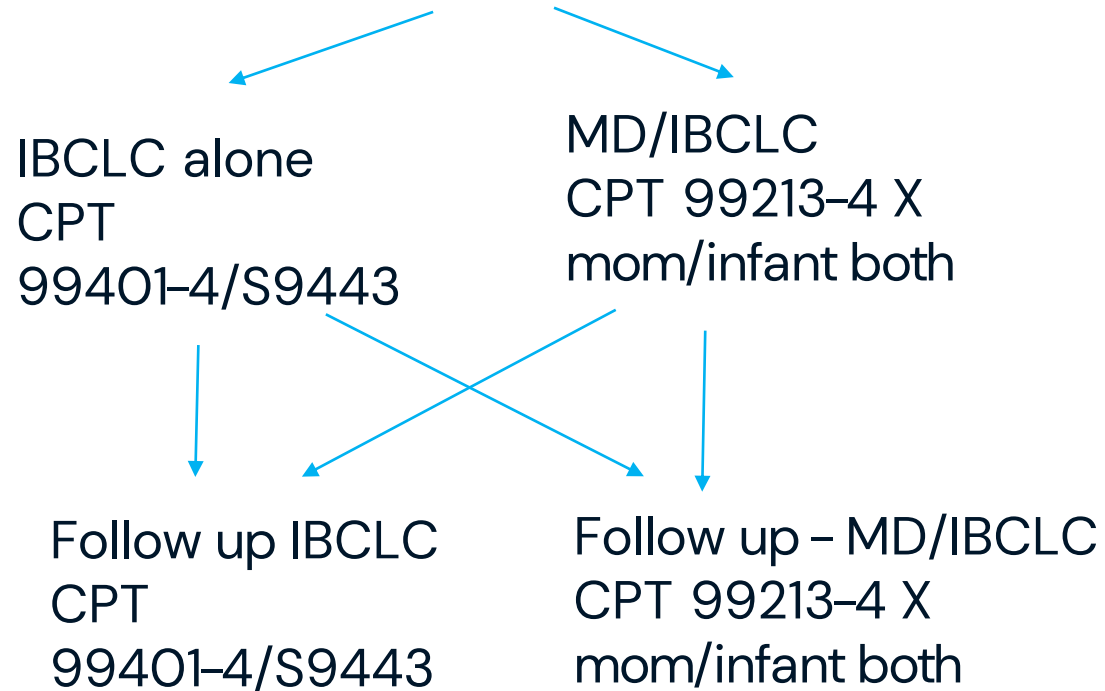 IBCLC alone
CPT
99401–4/S9443
MD/IBCLC
CPT 99213–4 X
mom/infant both
Follow up IBCLC
CPT
99401–4/S9443
Follow up – MD/IBCLC
CPT 99213–4 X
mom/infant both